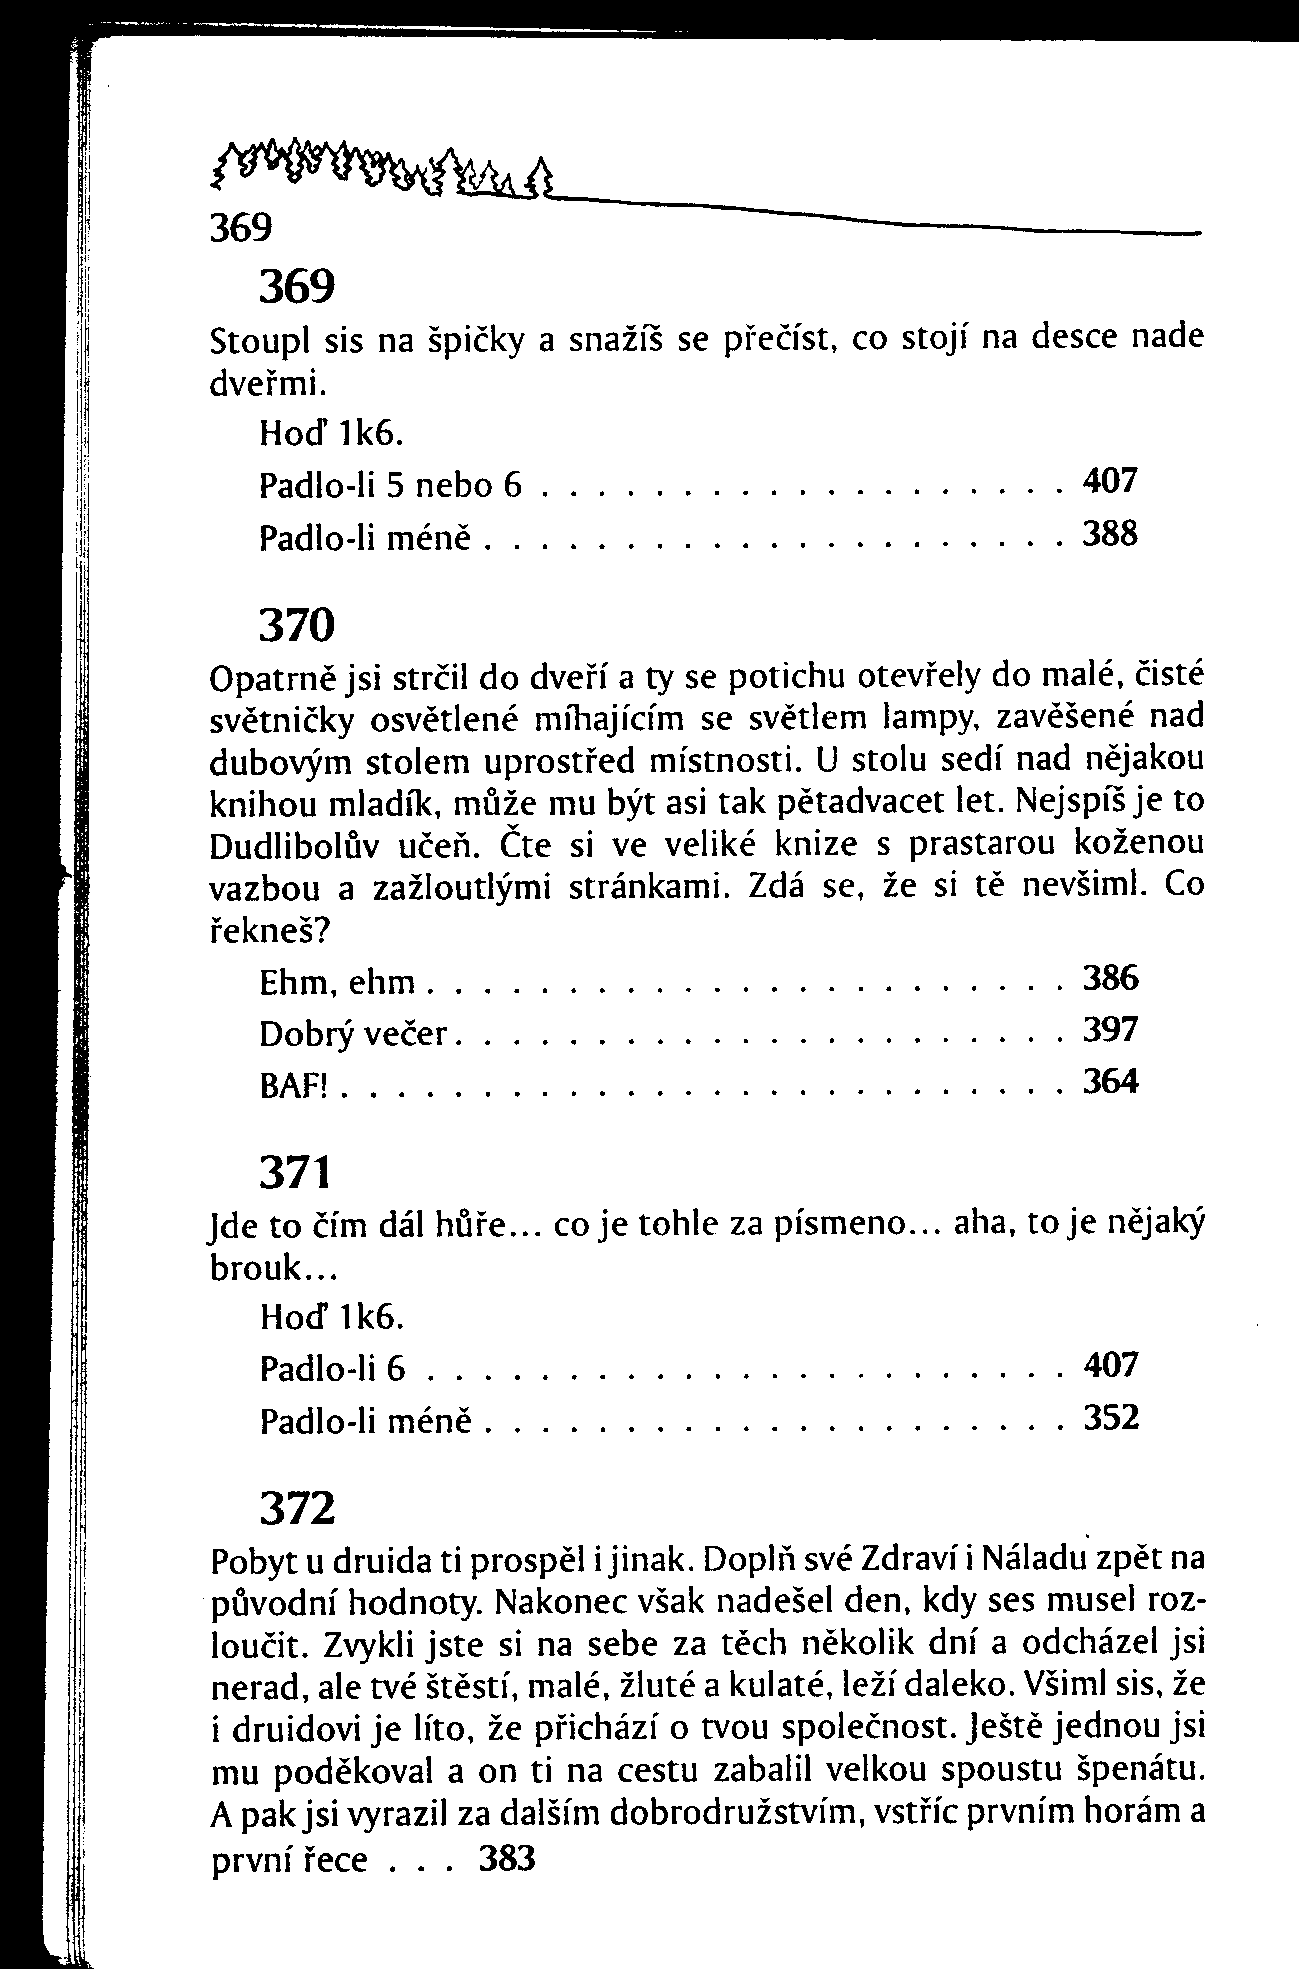 369
369
Stoupl sis na špičky a snažíš se přečíst, co stojí na desce nade
dveřmi.
Hoď 1k6.
Padlo-li 5 nebo 6 . . . . . . . . . . . . . . . . . . . 407
Padlo-li méně . . . . . . . . . . . . . . . . . . . . . 388
370
Opatrně jsi strčil do dveří a ty se potichu otevřely do malé, čisté
světničky osvětlené míhajícím se světlem lampy, zavěšené nad
dubovým stolem uprostřed místnosti. U stolu sedí nad nějakou
knihou mladík, může mu být asi tak pětadvacet let. Nejspíš je to
Dudlibolův učeň. Čte si ve veliké knize s prastarou koženou
vazbou a zažloutlými stránkami. Zdá se, že si tě nevšiml. Co
řekneš?
Ehm, ehm . . . . . . . . . . . . . . . . . . . . . . . 386
Dobrý večer. . . . . . . . . . . . . . . . . . . . . . 397
BAF! . . . . . . . . . . . . . . . . . . . . . . . . . . 364
371
Jde to čím dál hůře... co je tohle za písmeno... aha, to je nějaký
brouk...
Hoď 1k6.
Padlo-li 6 . . . . . . . . . . . . . . . . . . . . . . . 407
Padlo-li méně . . . . . . . . . . . . . . . . . . . . . 352
372
Pobyt u druida ti prospěl i jinak. Doplň své Zdraví i Náladu zpět na
původní hodnoty. Nakonec však nadešel den, kdy ses musel roz-
loučit. Zvykli jste si na sebe za těch několik dní a odcházel jsi
nerad, ale tvé štěstí, malé, žluté a kulaté, leží daleko. Všiml sis, že
i druidovi je líto, že přichází o tvou společnost. Ještě jednou jsi
mu poděkoval a on ti na cestu zabalil velkou spoustu špenátu.
A pak jsi vyrazil za dalším dobrodružstvím, vstříc prvním horám a
první řece . . . 383